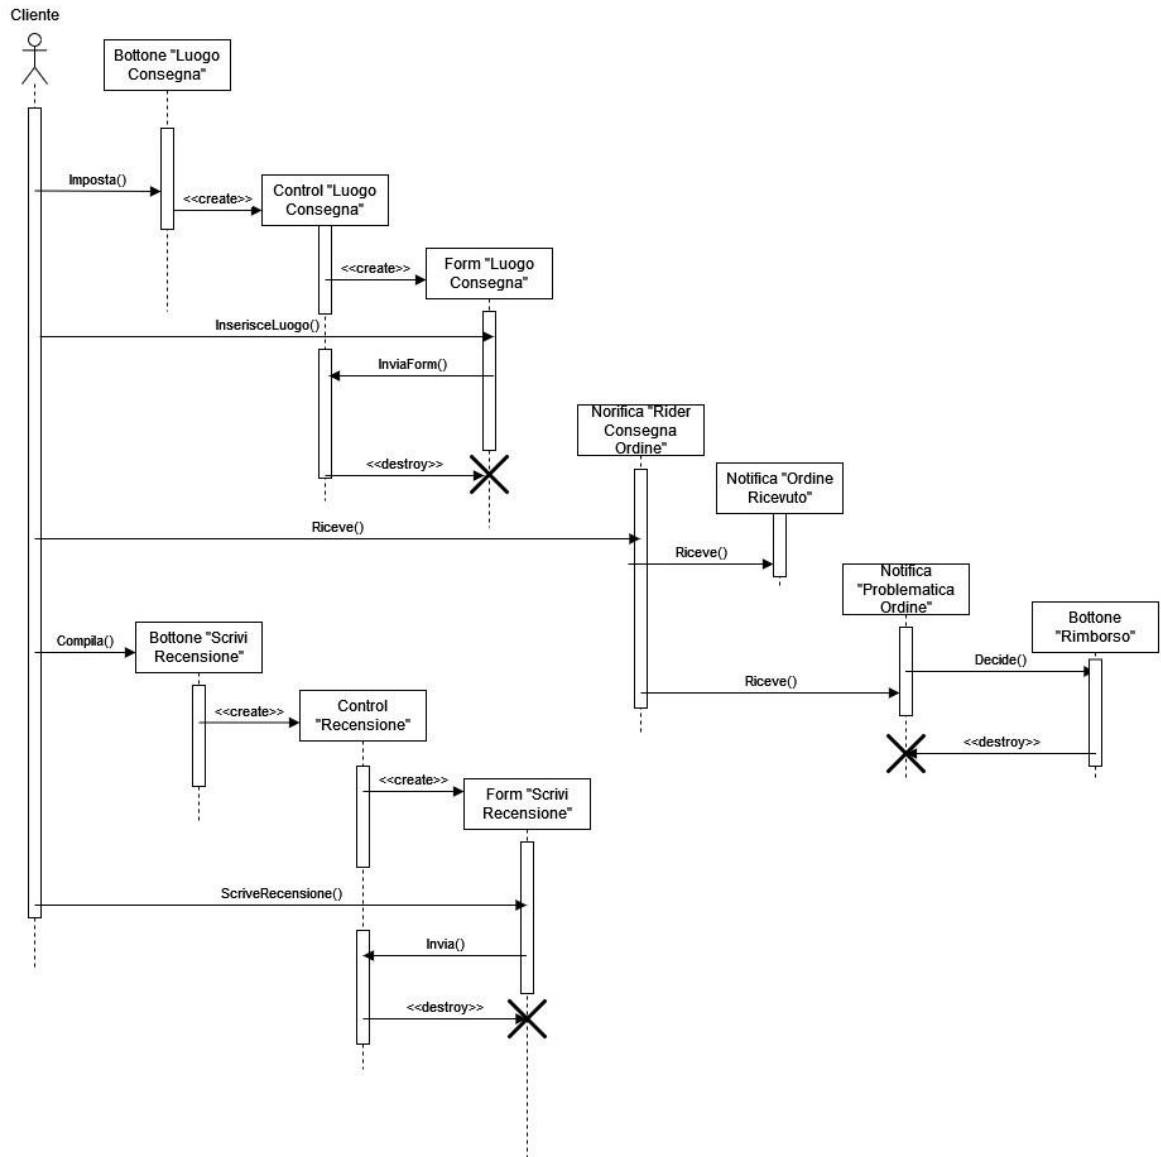 Cliente
Bottone "Luogo
Consegna"
Imposta()
<<create>>
Control "Luogo
Consegna"
<<create>>
Form "Luogo
Consegna"
InserisceLuogo()
InviaForm()
<<destroy>>
Norifica "Rider
Consegna
Ordine"
Notifica "Ordine
Ricevuto"
Riceve()
Riceve()
Notifica
"Problematica
Ordine"
Bottone
"Rimborso"
Compila()
Bottone "Scrivi
Recensione"
Decide()
Riceve()
<<create>>
Control
"Recensione"
<<destroy>>
<<create>>
Form "Scrivi
Recensione"
ScriveRecensione()
Invia()
<<destroy>>